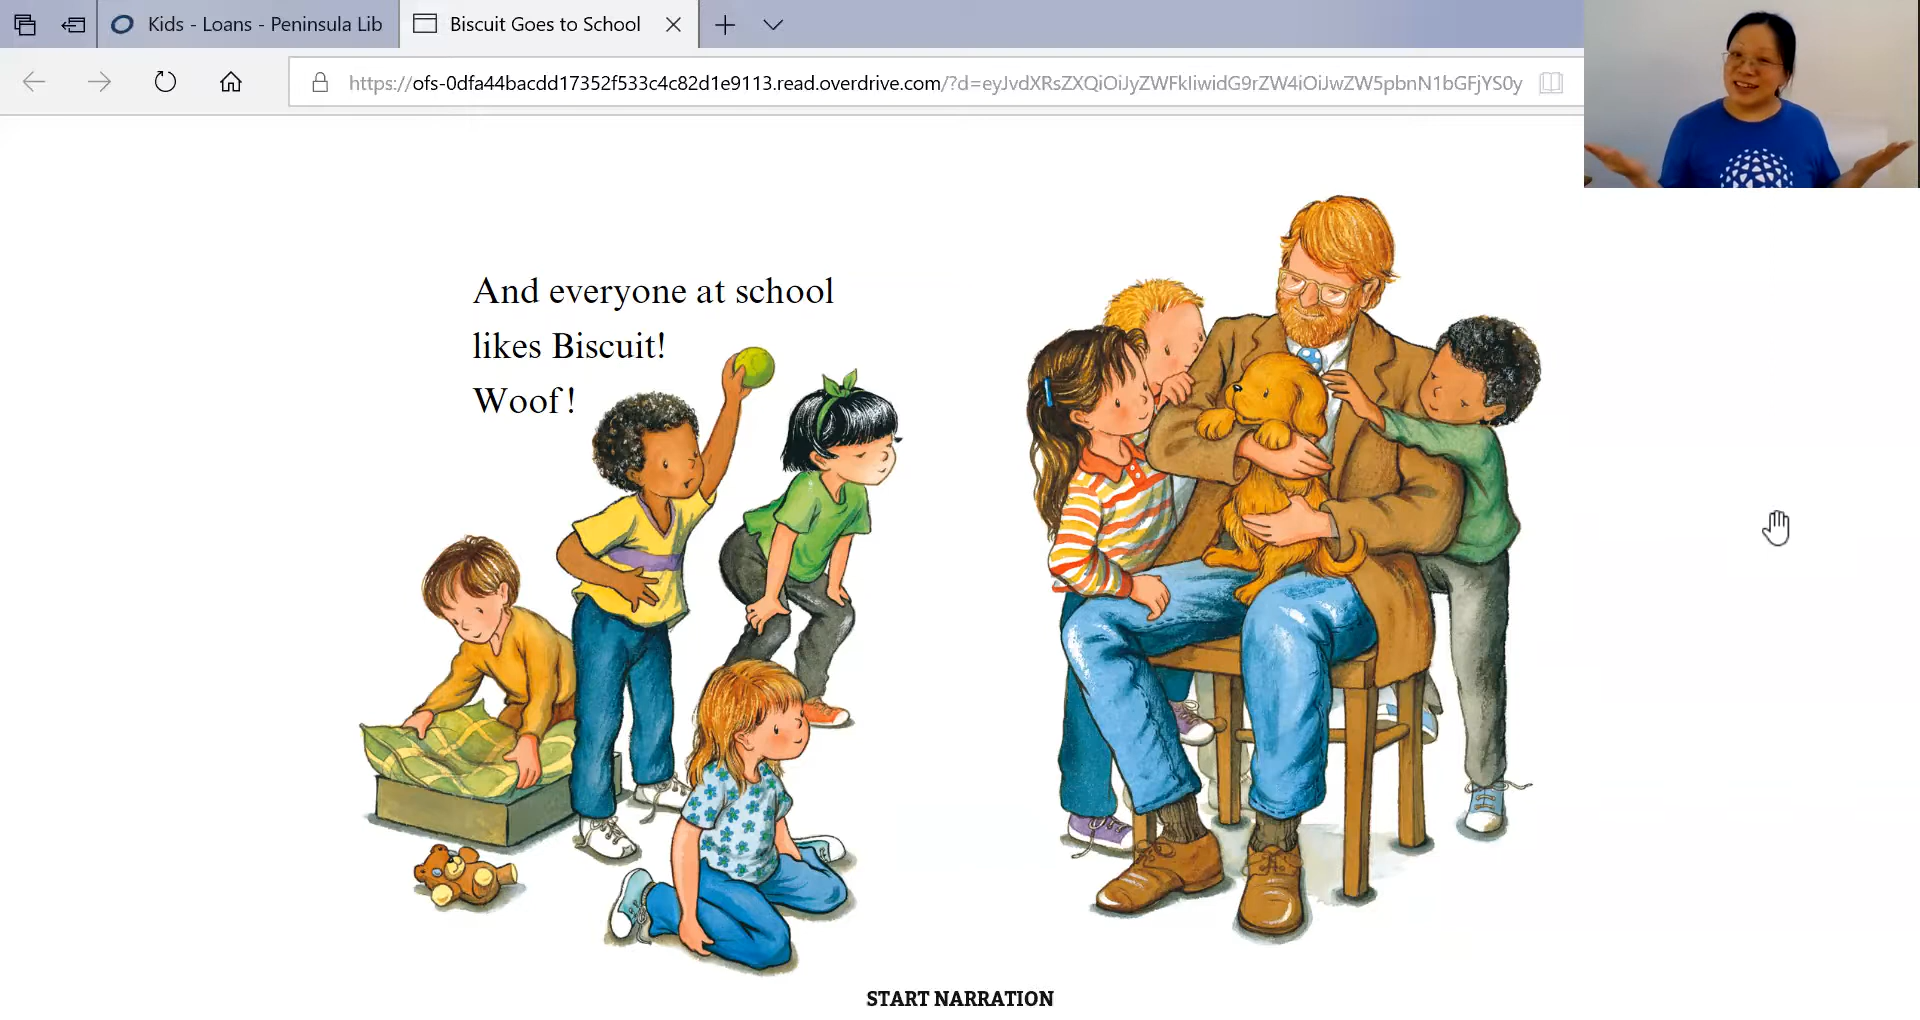 Kids - Loans - Peninsula Lib
Biscuit Goes to School
https://ofs-0dfa44bacdd17352f533c4c82d1e9113.read.overdrive.com/?d=eyJvdXRsZXQiOiJyZWFkIiwidG9rZW4iOiJwZW5pbnN1bGFjYS0y
And everyone at school
likes Biscuit!
Woof!
START NARRATION